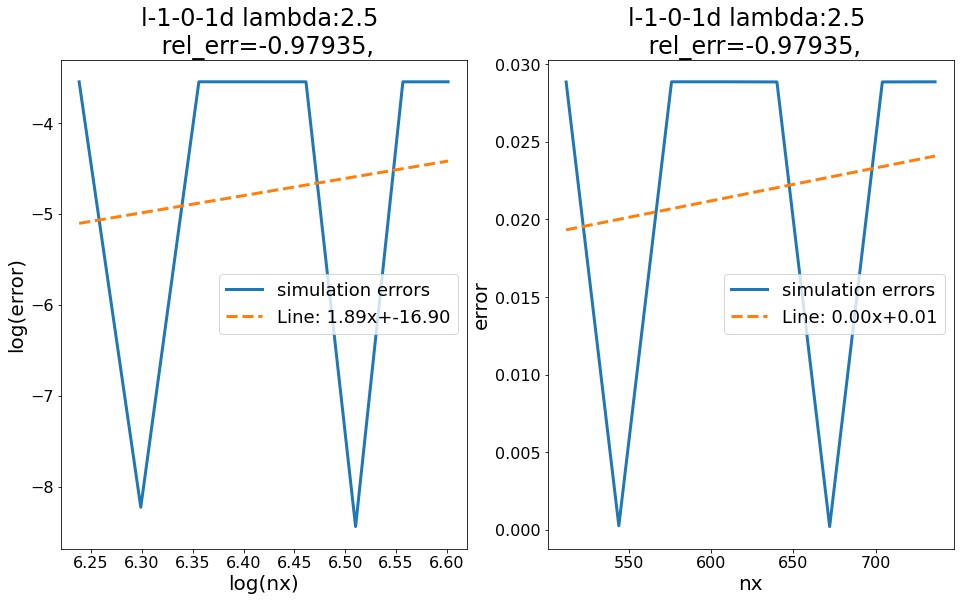 l-1-0-1d lambda:2.5
rel_err=-0.97935,
log(error)
−4
−5
−6
−7
−8
simulation errors
Line: 1.89x+-16.90
6.25
6.30
6.35
6.40
6.45
6.50
6.55
6.60
log(nx)
l-1-0-1d lambda:2.5
rel_err=-0.97935,
error
0.030
0.025
0.020
0.015
0.010
0.005
0.000
simulation errors
Line: 0.00x+0.01
550
600
650
700
nx